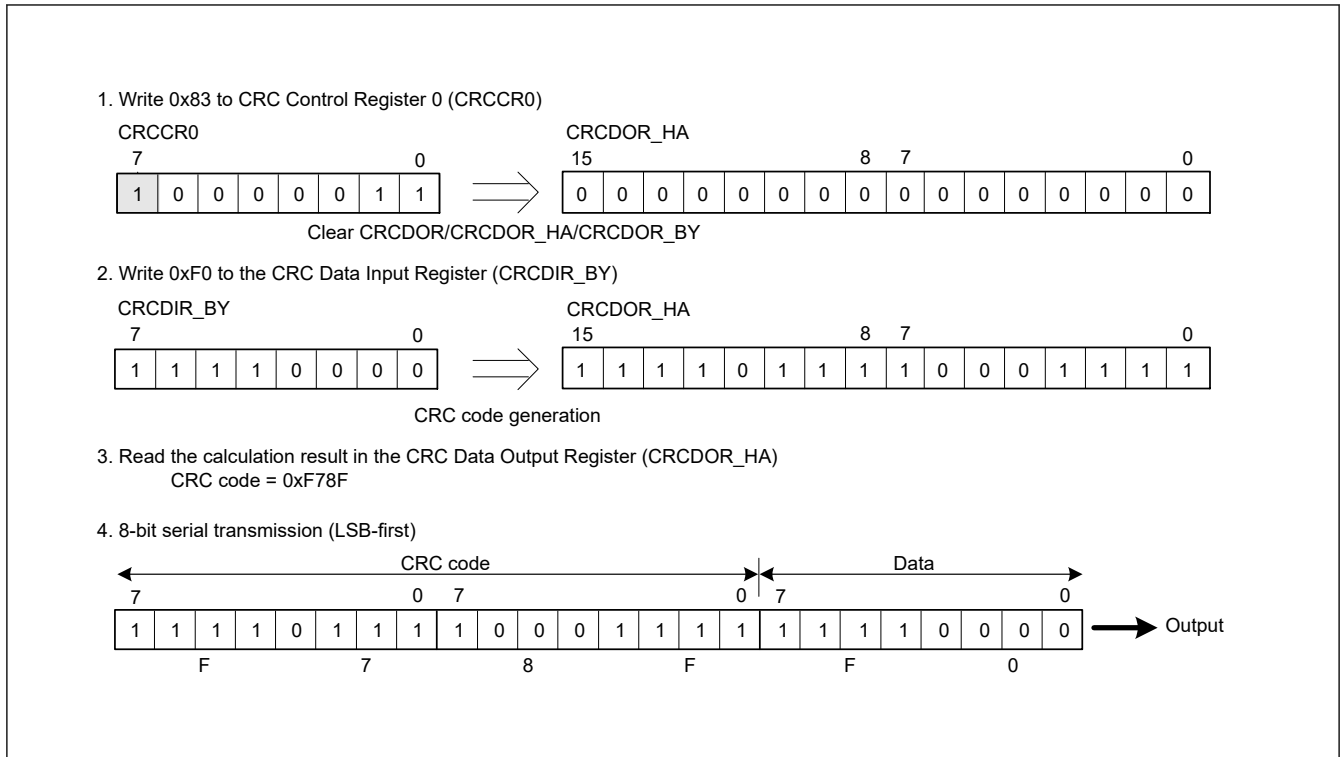 1. Write 0x83 to CRC Control Register 0 (CRCCR0)
CRCCR0 CRCDOR_HA
7 0 15 8 7 0
1 0 0 0 0 0 1 1 0 0 0 0 0 0 0 0 0 0 0 0 0 0 0 0
Clear CRCDOR/CRCDOR_HA/CRCDOR_BY
2. Write 0xF0 to the CRC Data Input Register (CRCDIR_BY)
CRCDIR_BY CRCDOR_HA
7 0 15 8 7 0
1 1 1 1 0 0 0 0 1 1 1 1 0 1 1 1 1 0 0 0 1 1 1 1
CRC code generation
3. Read the calculation result in the CRC Data Output Register (CRCDOR_HA)
CRC code = 0xF78F
4. 8-bit serial transmission (LSB-first)
CRC code Data
7 0 7 0 7 0
1 1 1 1 0 1 1 1 1 0 0 0 1 1 1 1 1 1 1 1 0 0 0 0 Output
F 7 8 F F 0